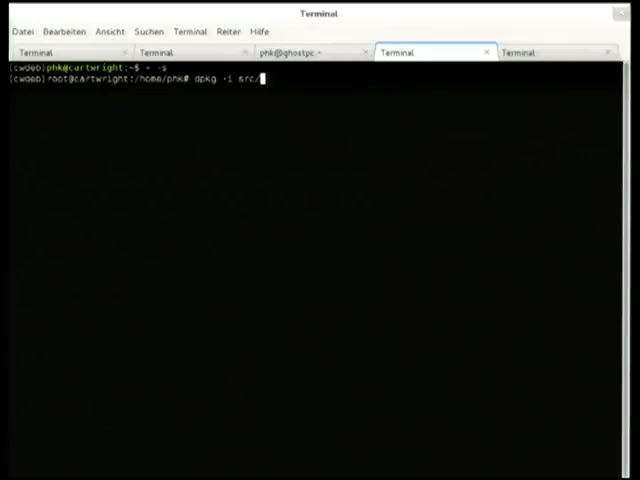 Terminal
Datei Bearbeiten Ansicht Suchen Terminal Reiter Hilfe
Terminal × Terminal × phk@ghostpc: ~ × Terminal × Terminal ×
(cwdeb)phk@cartwright:~$ - -s
(cwdeb)root@cartwright:/home/phk# dpkg -i src/